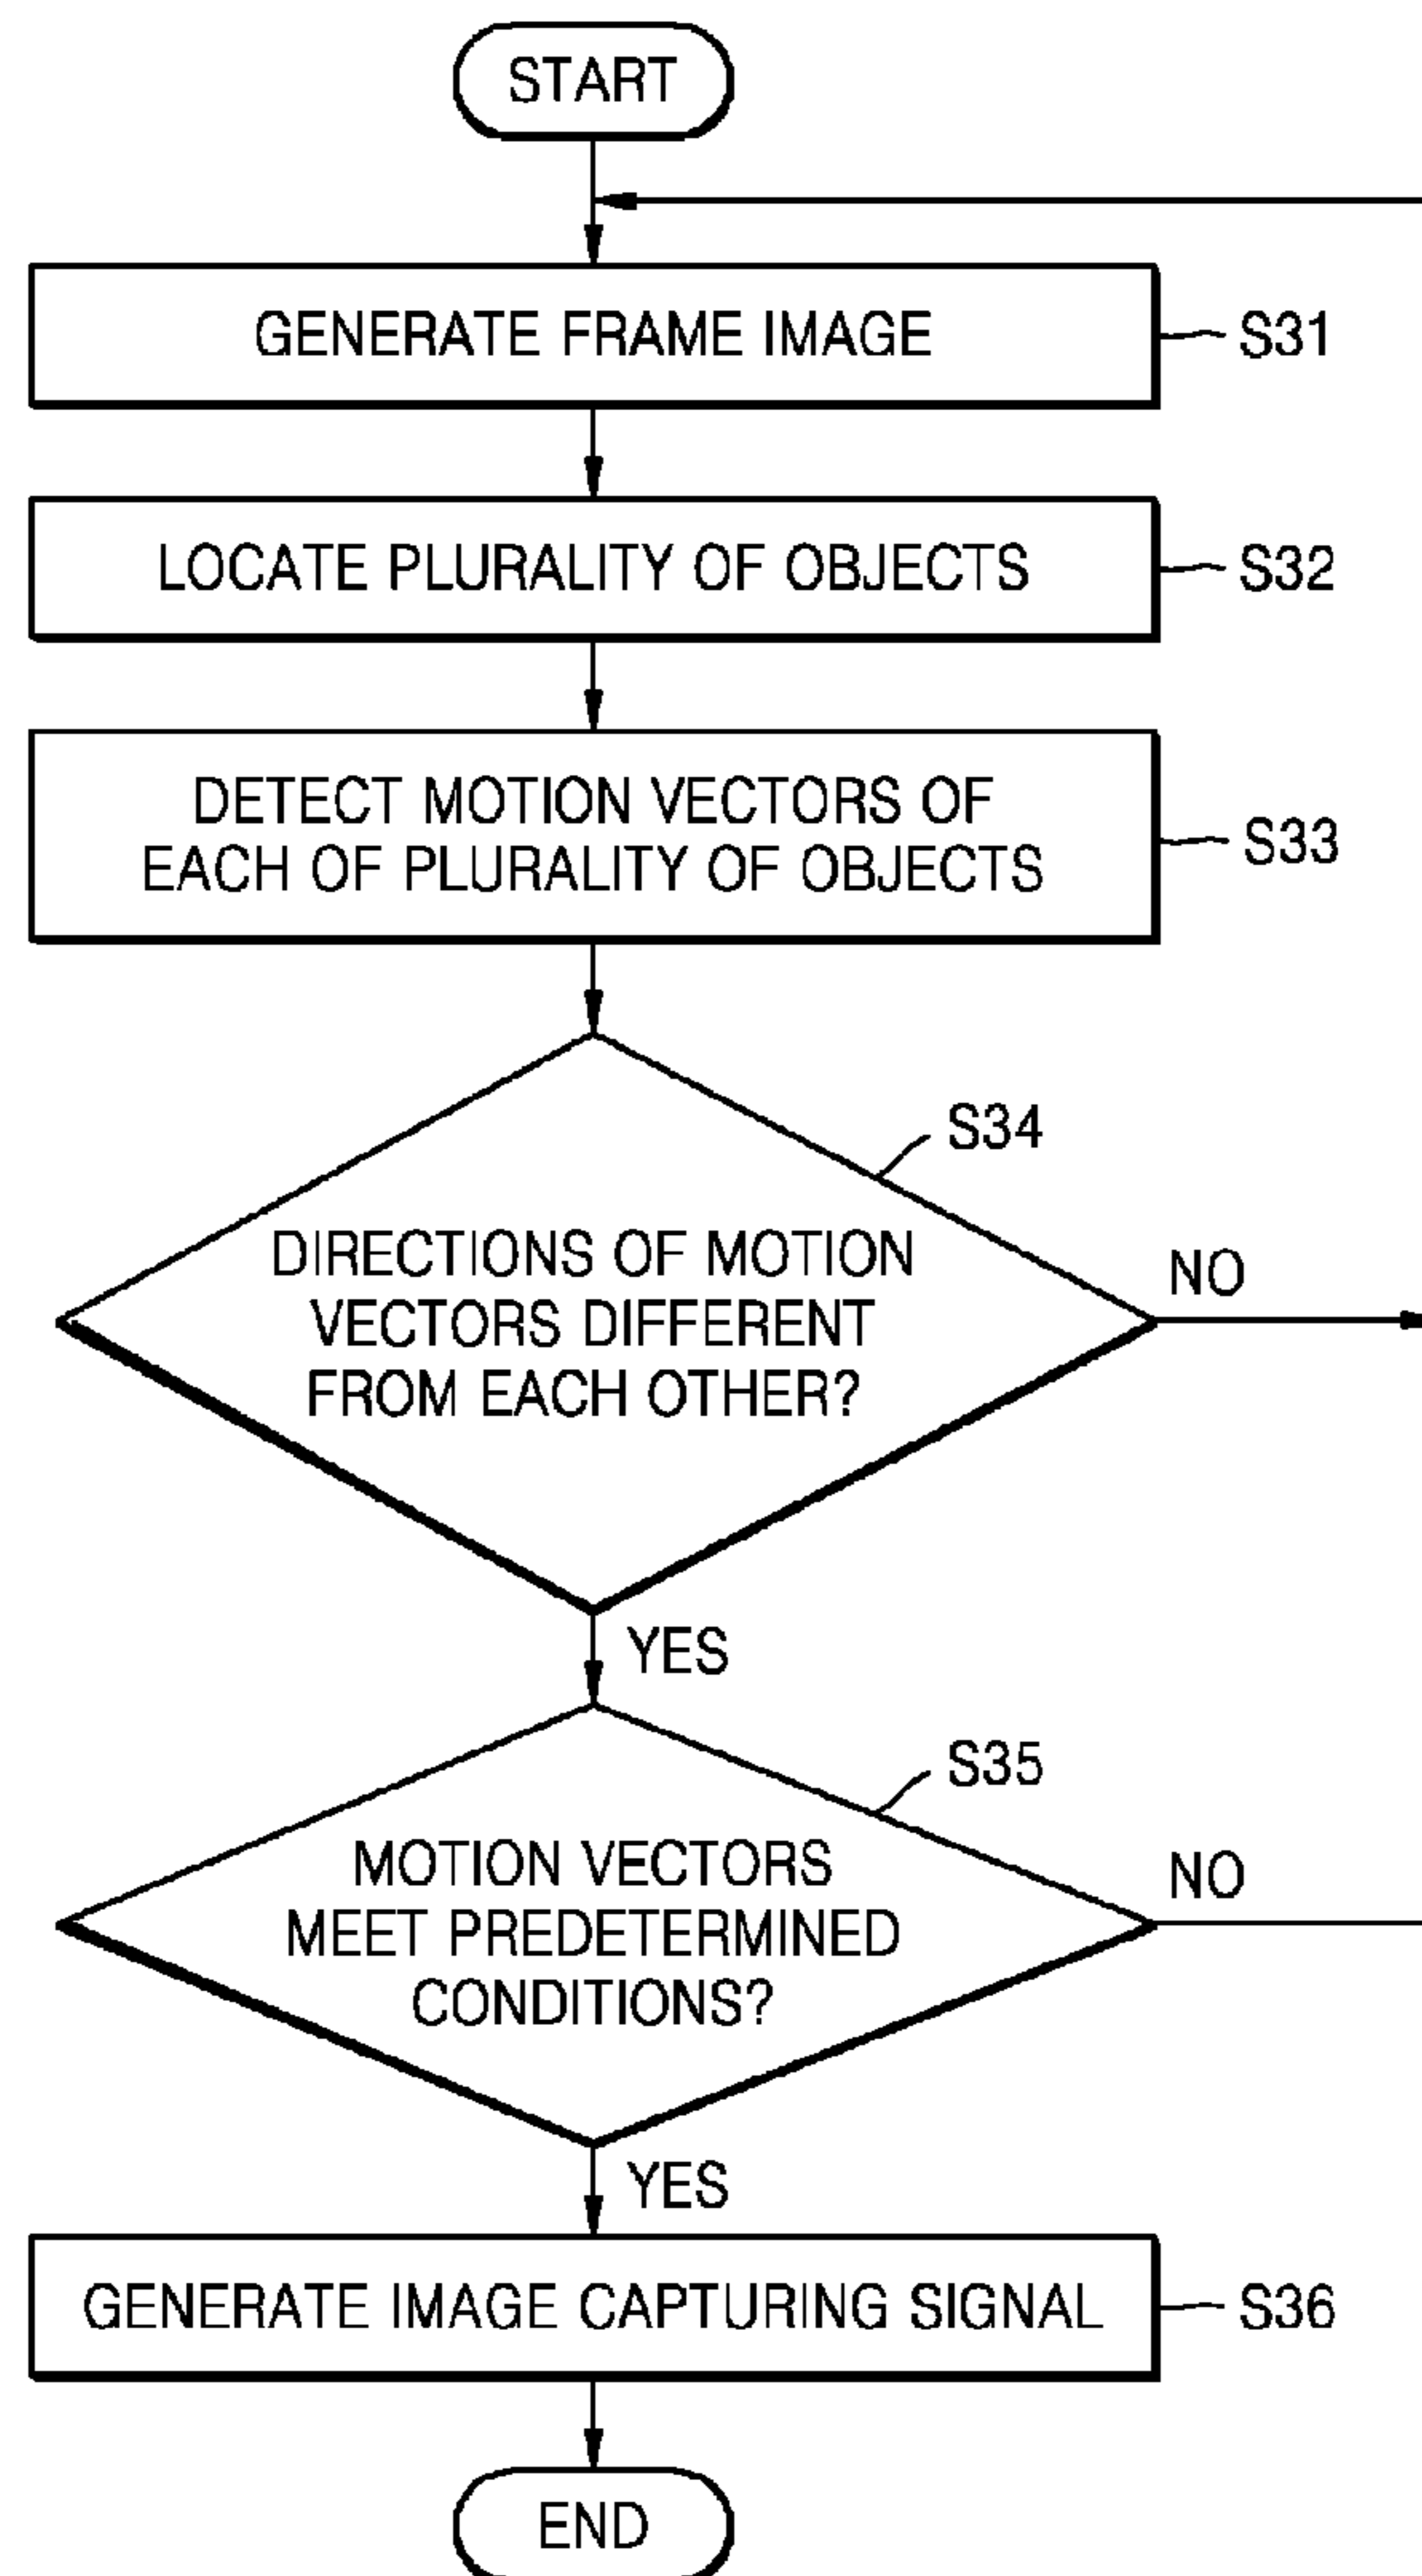 START
GENERATE FRAME IMAGE
S31
LOCATE PLURALITY OF OBJECTS
S32
DETECT MOTION VECTORS OF
EACH OF PLURALITY OF OBJECTS
S33
S34
DIRECTIONS OF MOTION
VECTORS DIFFERENT
FROM EACH OTHER?
NO
YES
S35
MOTION VECTORS
MEET PREDETERMINED
CONDITIONS?
NO
YES
GENERATE IMAGE CAPTURING SIGNAL
S36
END